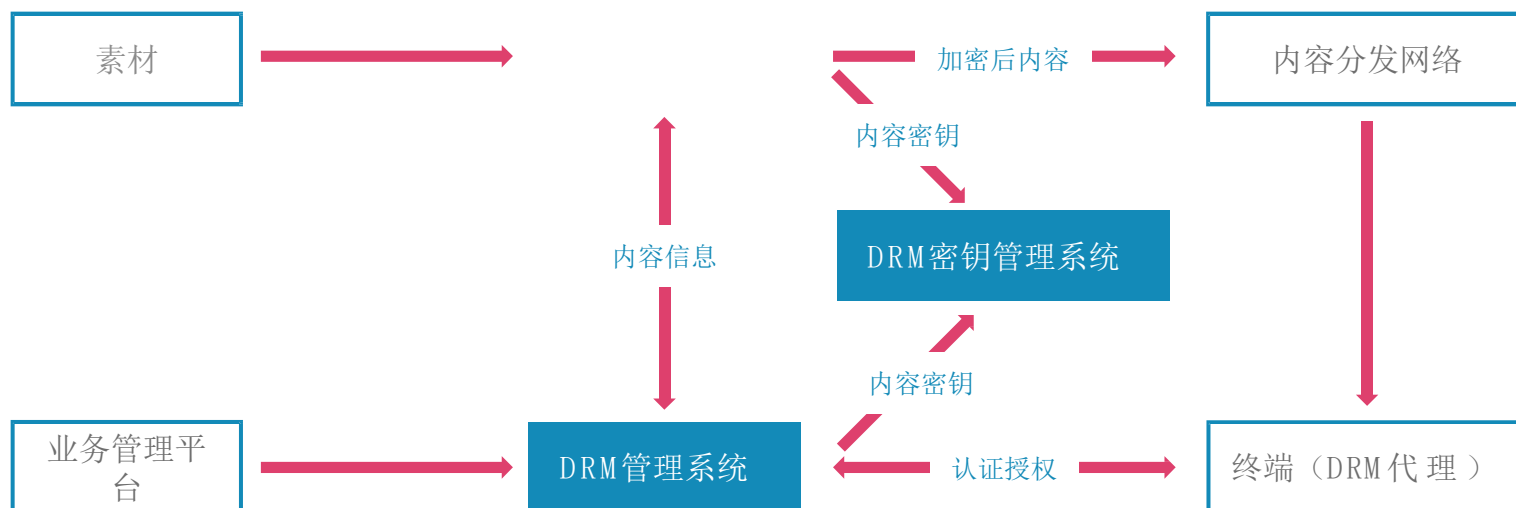 素材
加密后内容
内容分发网络
内容密钥
DRM密钥管理系统
内容信息
内容密钥
业务管理平
台
DRM管理系统
认证授权
终端（DRM代理）